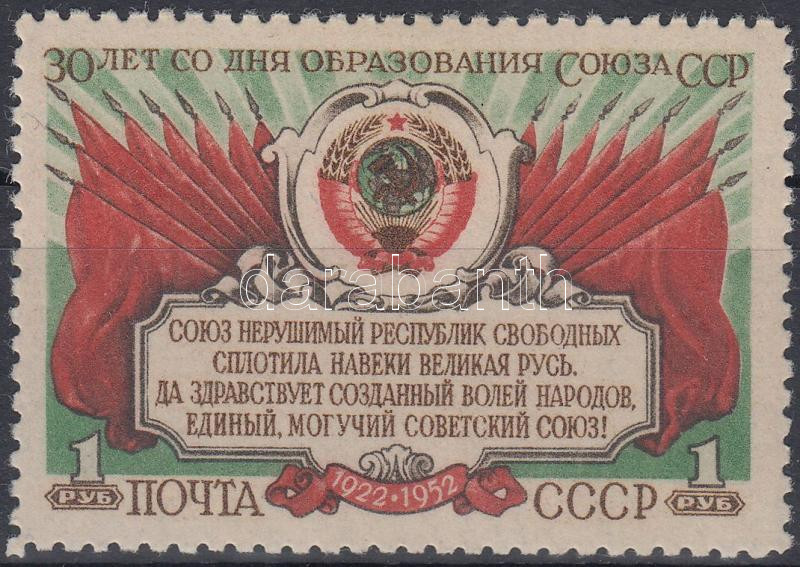 30 ЛЕТ СО ДНЯ ОБРАЗОВАНИЯ СОЮЗА ССР
darabanth
СОЮЗ НЕРУШИМЫЙ РЕСПУБЛИК СВОБОДНЫХ
СПЛОТИЛА НАВЕКИ ВЕЛИКАЯ РУСЬ.
ДА ЗДРАВСТВУЕТ СОЗДАННЫЙ ВОЛЕЙ НАРОДОВ,
ЕДИНЫЙ, МОГУЧИЙ СОВЕТСКИЙ СОЮЗ!
1 РУБ
ПОЧТА
1922·1952
СССР
1 РУБ